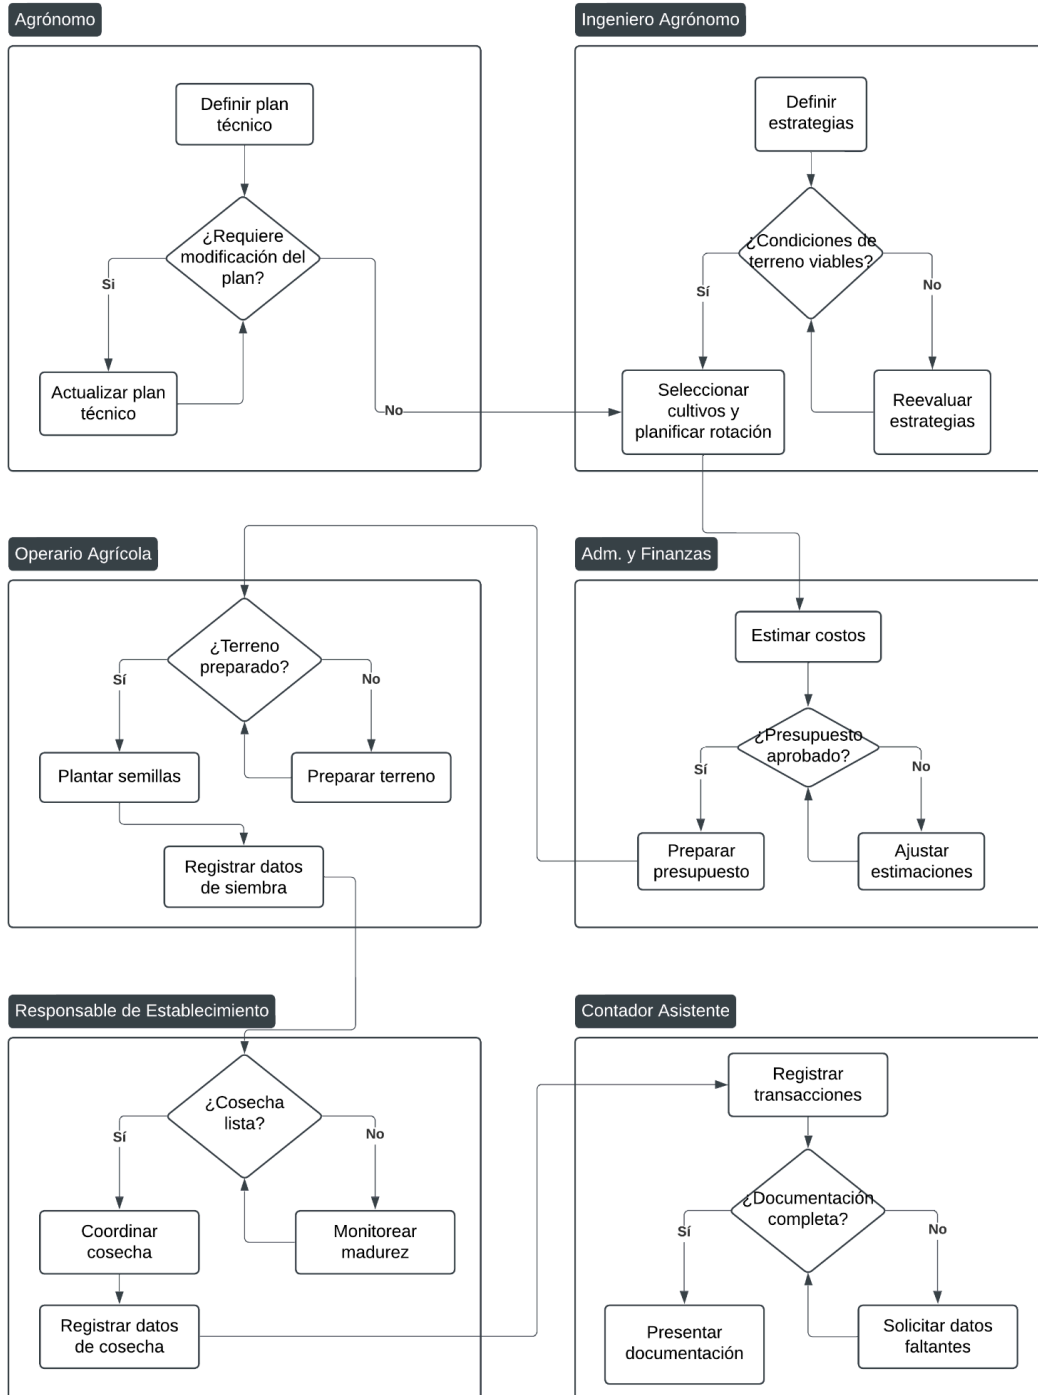 Agrónomo
Definir plan
técnico
¿Requiere
modificación del
plan?
Si
No
Actualizar plan
técnico
Ingeniero Agrónomo
Definir
estrategias
¿Condiciones de
terreno viables?
Sí
No
Seleccionar
cultivos y
planificar rotación
Reevaluar
estrategias
Operario Agrícola
¿Terreno
preparado?
Sí
No
Plantar semillas
Preparar terreno
Registrar datos
de siembra
Adm. y Finanzas
Estimar costos
¿Presupuesto
aprobado?
Sí
No
Preparar
presupuesto
Ajustar
estimaciones
Responsable de Establecimiento
¿Cosecha
lista?
Sí
No
Coordinar
cosecha
Monitorear
madurez
Registrar datos
de cosecha
Contador Asistente
Registrar
transacciones
¿Documentación
completa?
Sí
No
Presentar
documentación
Solicitar datos
faltantes